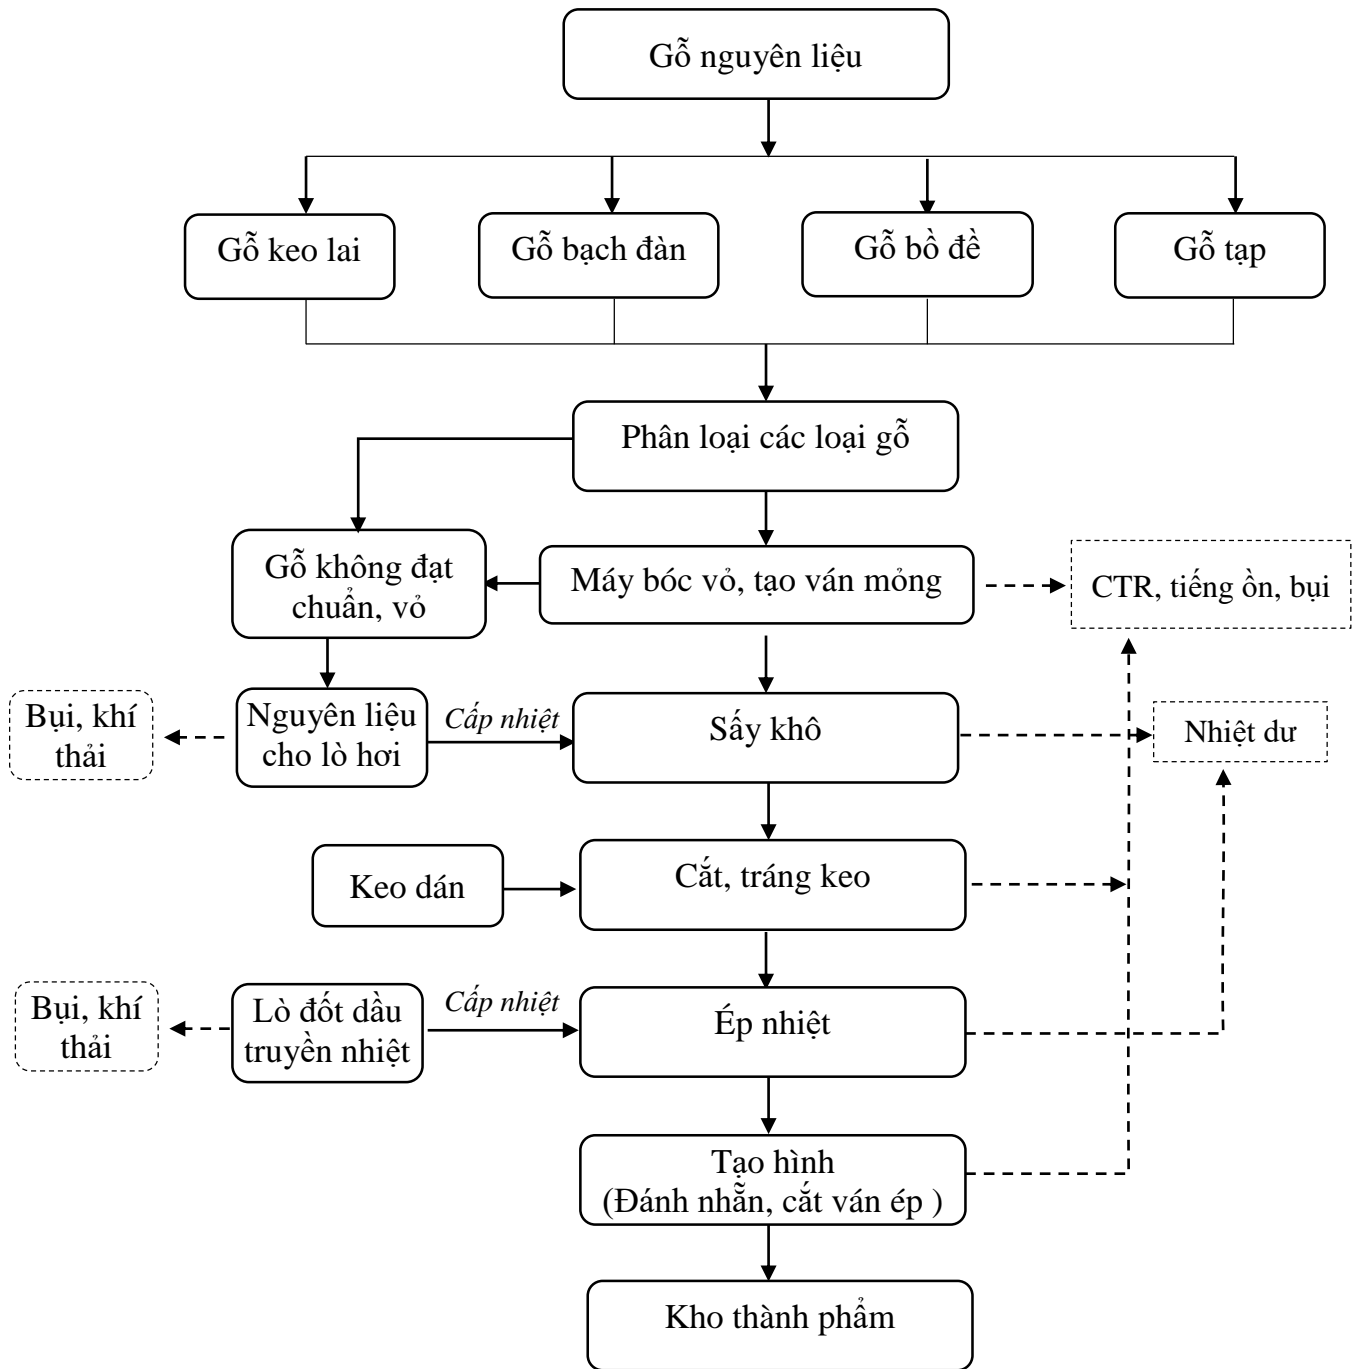 Gỗ nguyên liệu
Gỗ keo lai
Gỗ bạch đàn
Gỗ bồ đề
Gỗ tạp
Phân loại các loại gỗ
Gỗ không đạt
chuẩn, vỏ
Máy bóc vỏ, tạo ván mỏng
CTR, tiếng ồn, bụi
Bụi, khí
thải
Nguyên liệu
cho lò hơi
Cấp nhiệt
Sấy khô
Nhiệt dư
Keo dán
Cắt, tráng keo
Bụi, khí
thải
Lò đốt dầu
truyền nhiệt
Cấp nhiệt
Ép nhiệt
Tạo hình
(Đánh nhẵn, cắt ván ép )
Kho thành phẩm